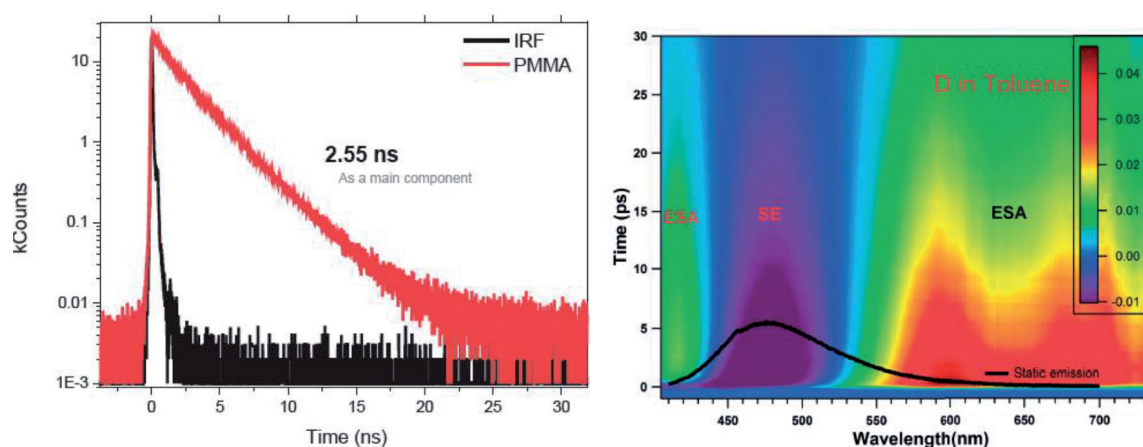 IRF
PMMA
2.55 ns
As a main component
10
1
0.1
0.01
1E-3
kCounts
0 5 10 15 20 25 30
Time (ns)
D in Toluene
0.04
0.03
0.02
0.01
0.00
-0.01
ESA
SE
ESA
Static emission
30
25
20
15
10
5
0
Time (ps)
450 500 550 600 650 700
Wavelength(nm)